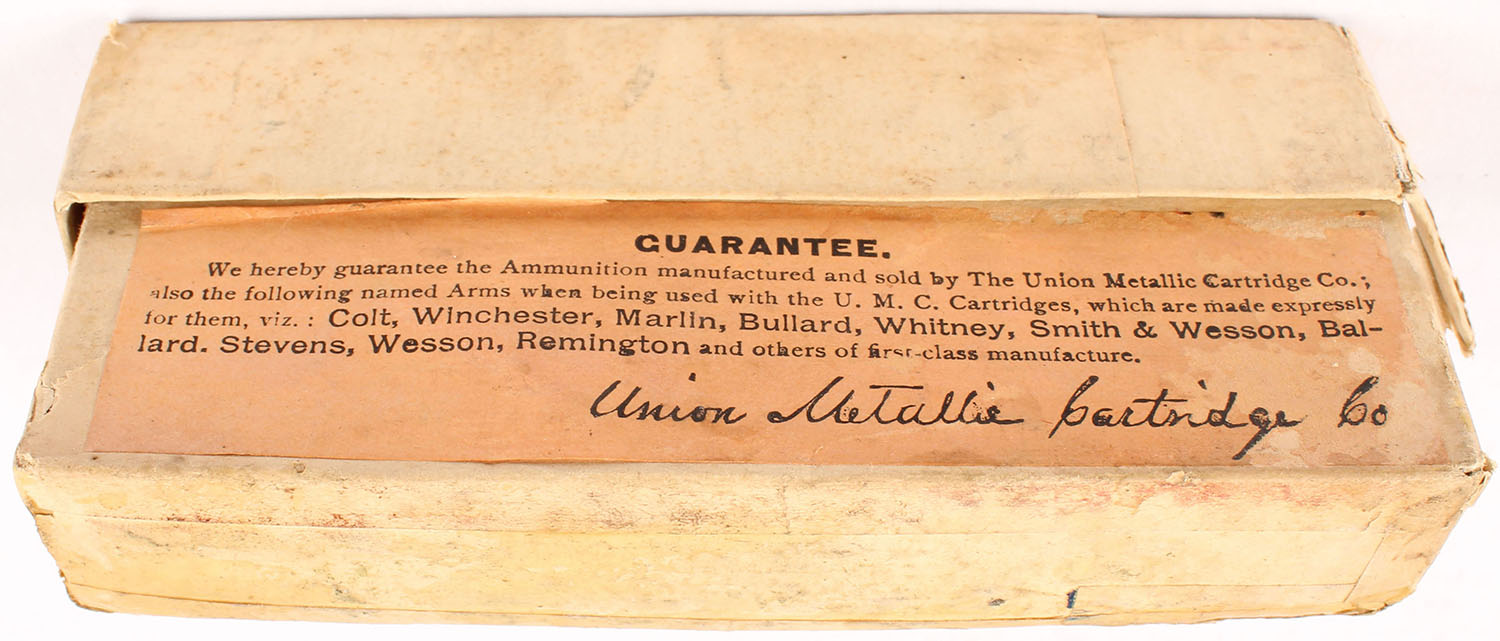 GUARANTEE.
We hereby guarantee the Ammunition manufactured and sold by The Union Metallic Cartridge Co.;
also the following named Arms when being used with the U. M. C. Cartridges, which are made expressly
for them, viz. : Colt, Winchester, Marlin, Bullard, Whitney, Smith & Wesson, Bal-
lard. Stevens, Wesson, Remington and others of first-class manufacture.
Union Metallic Cartridge Co